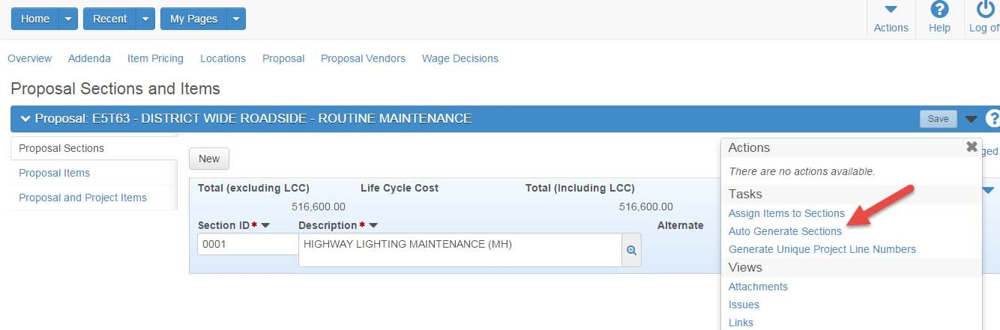 Home Recent My Pages
Actions ? Help Log of
Overview Addenda Item Pricing Locations Proposal Proposal Vendors Wage Decisions
Proposal Sections and Items
Proposal: E5T63 - DISTRICT WIDE ROADSIDE - ROUTINE MAINTENANCE Save ?
Proposal Sections
Proposal Items
Proposal and Project Items
New
Total (excluding LCC) Life Cycle Cost Total (Including LCC)
516,600.00 516,600.00
Section ID* Description* Alternate
0001 HIGHWAY LIGHTING MAINTENANCE (MH)
ged
Actions
There are no actions available.
Tasks
Assign Items to Sections
Auto Generate Sections
Generate Unique Project Line Numbers
Views
Attachments
Issues
Links